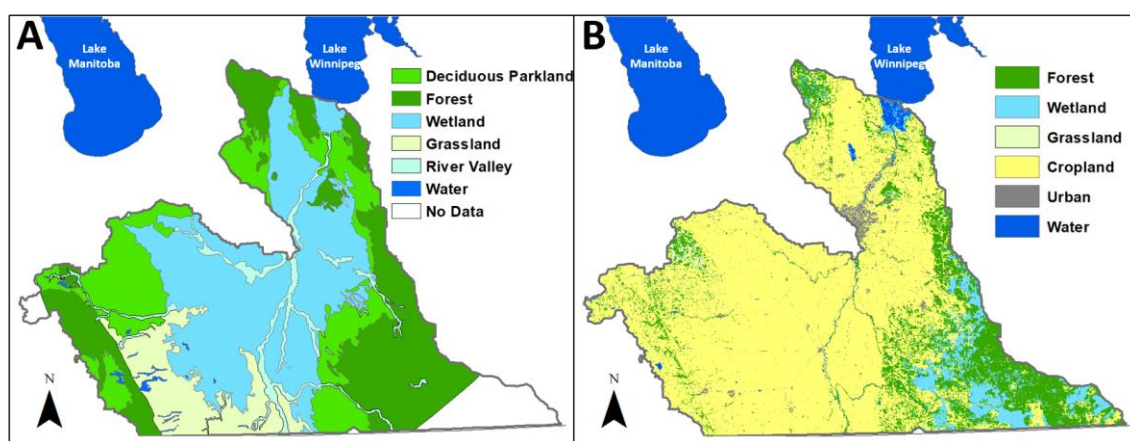 A
Lake
Manitoba
Lake
Winnipeg
Deciduous Parkland
Forest
Wetland
Grassland
River Valley
Water
No Data
N
B
Lake
Manitoba
Lake
Winnipeg
Forest
Wetland
Grassland
Cropland
Urban
Water
N